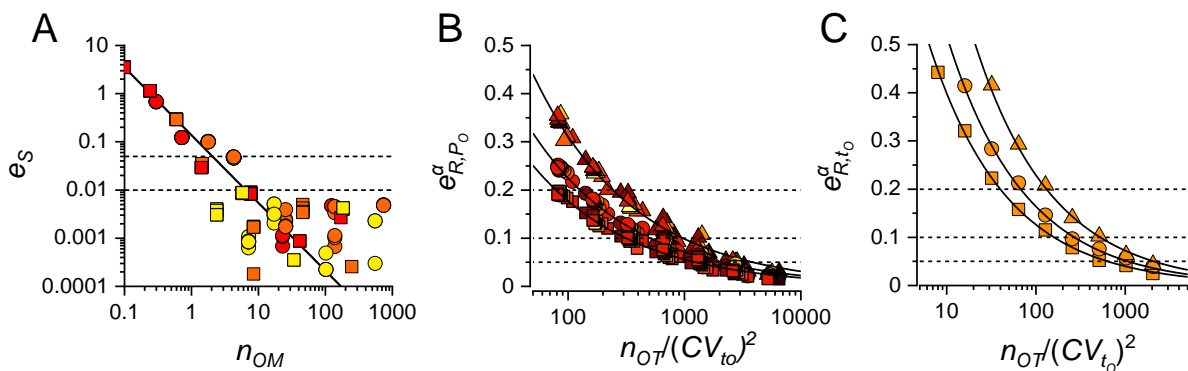 A
10
1
0.1
0.01
0.001
0.0001
e_S
0.1 1 10 100 1000
n_OM
B
0.5
0.4
0.3
0.2
0.1
0
e^α_R,P_O
100 1000 10000
n_OT/(CV_to)^2
C
0.5
0.4
0.3
0.2
0.1
0
e^α_R,t_O
10 100 1000
n_OT/(CV_t_O)^2